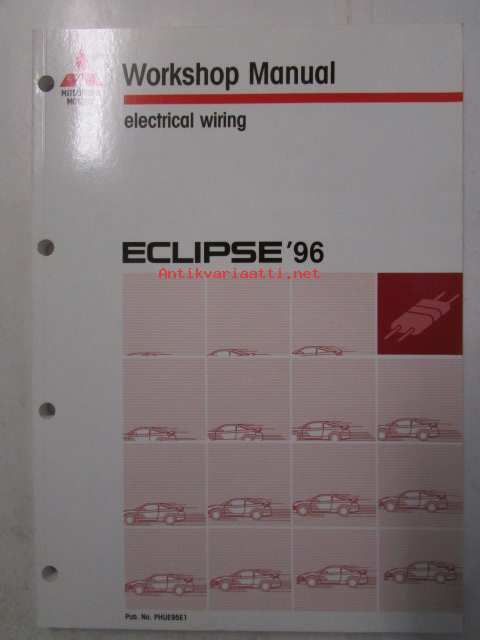 MITSUBISHI
MOTORS
Workshop Manual
electrical wiring
ECLIPSE '96
Antikvariaatti.net
Pub. No. PHUE95E1